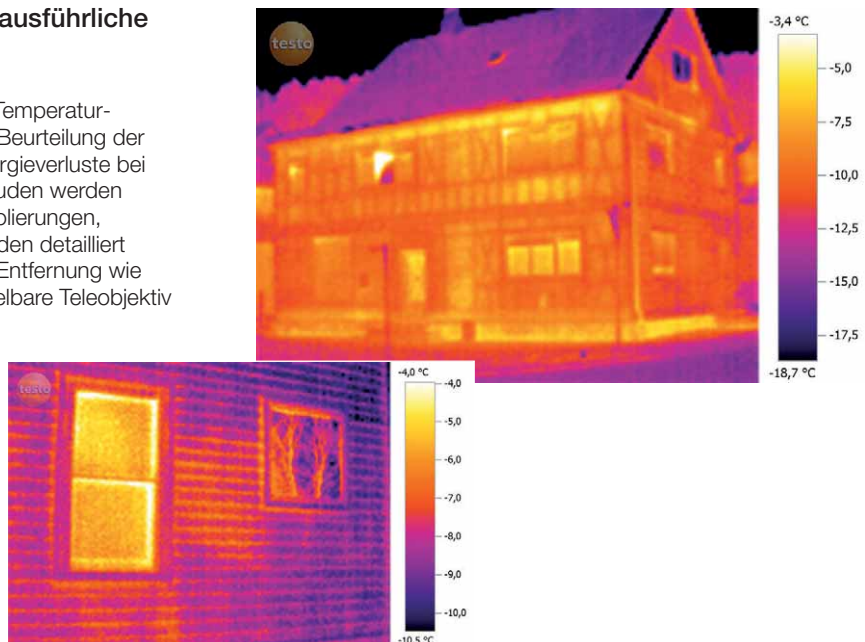 ausführliche
Temperatur-
Beurteilung der
rgieverluste bei
uden werden
olierungen,
den detailliert
Entfernung wie
elbare Teleobjektiv
testo
-3,4 °C
-5,0
-7,5
-10,0
-12,5
-15,0
-17,5
-18,7 °C
testo
-4,0 °C
-4,0
-5,0
-6,0
-7,0
-8,0
-9,0
-10,0
-10,5 °C